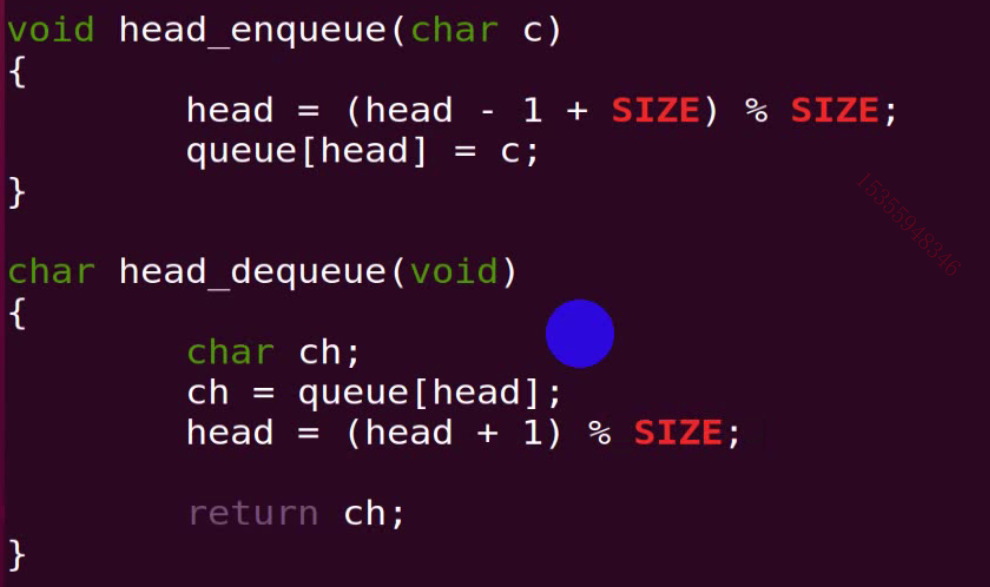 void head_enqueue(char c)
{
        head = (head - 1 + SIZE) % SIZE;
        queue[head] = c;
}

char head_dequeue(void)
{
        char ch;
        ch = queue[head];
        head = (head + 1) % SIZE;

        return ch;
}
15355948346